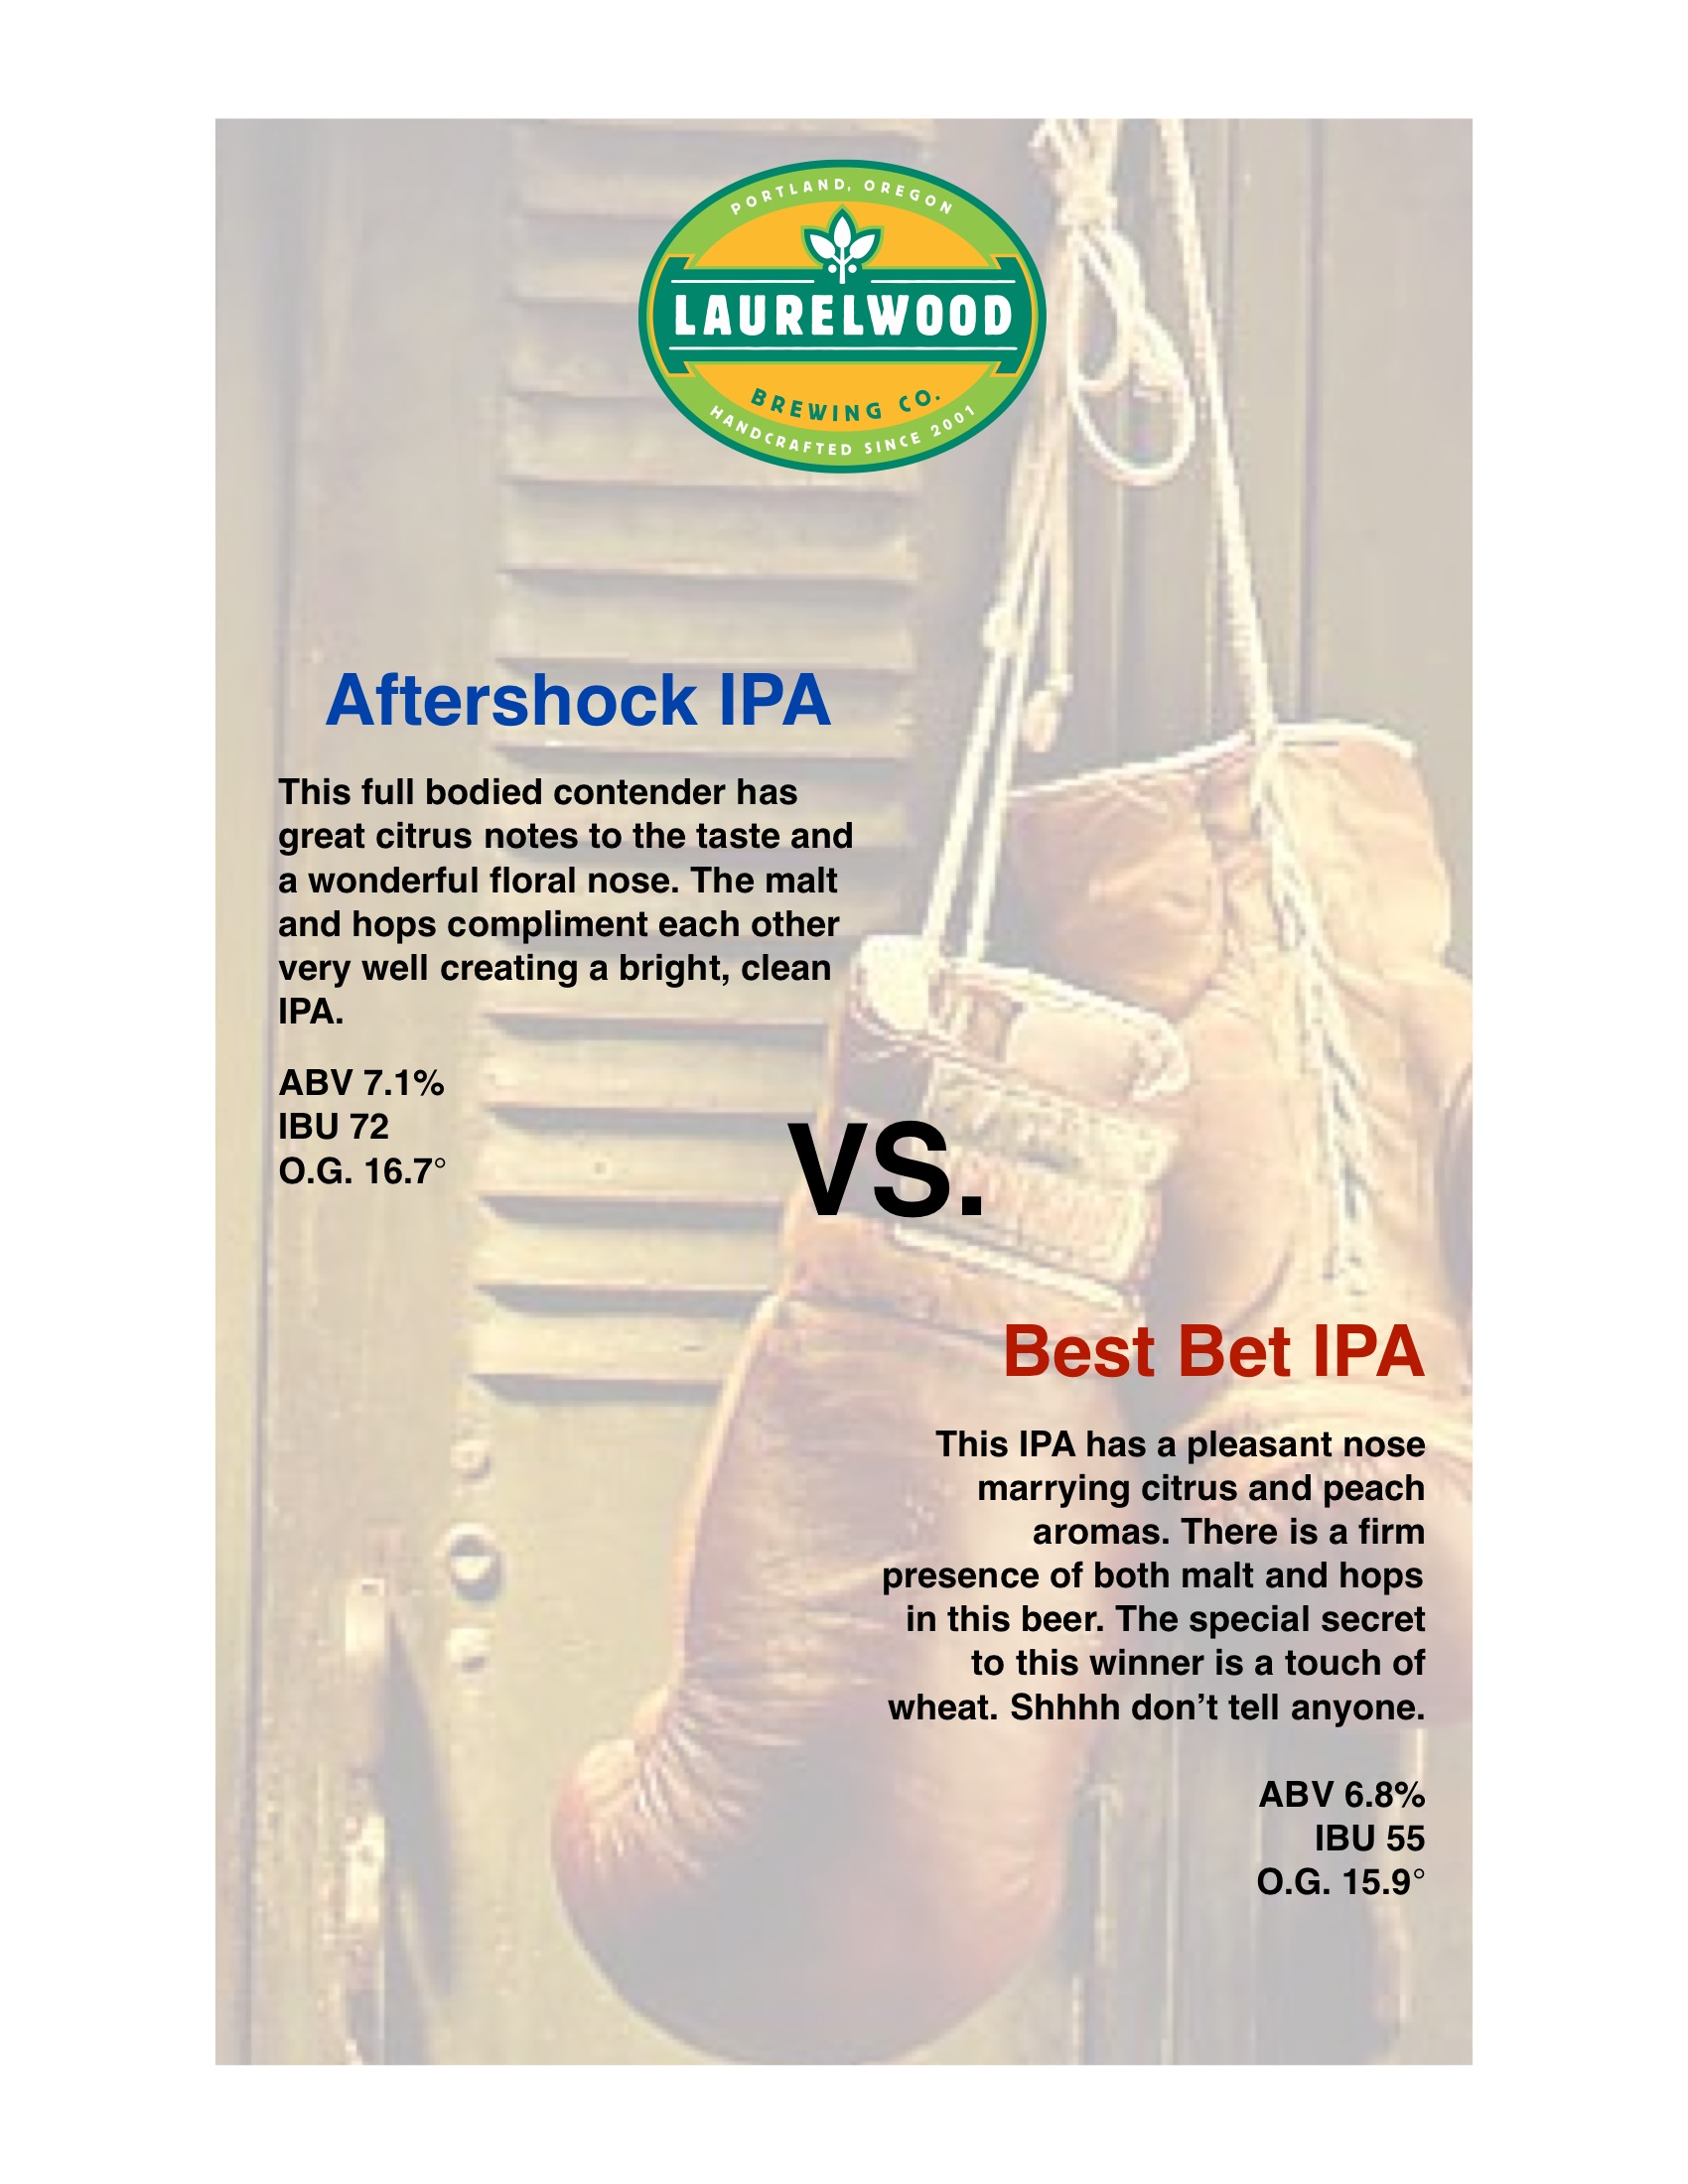 PORTLAND, OREGON
LAURELWOOD
BREWING CO.
HANDCRAFTED SINCE 2001
Aftershock IPA
This full bodied contender has
great citrus notes to the taste and
a wonderful floral nose. The malt
and hops compliment each other
very well creating a bright, clean
IPA.
ABV 7.1%
IBU 72
O.G. 16.7°
VS.
Best Bet IPA
This IPA has a pleasant nose
marrying citrus and peach
aromas. There is a firm
presence of both malt and hops
in this beer. The special secret
to this winner is a touch of
wheat. Shhhh don’t tell anyone.
ABV 6.8%
IBU 55
O.G. 15.9°